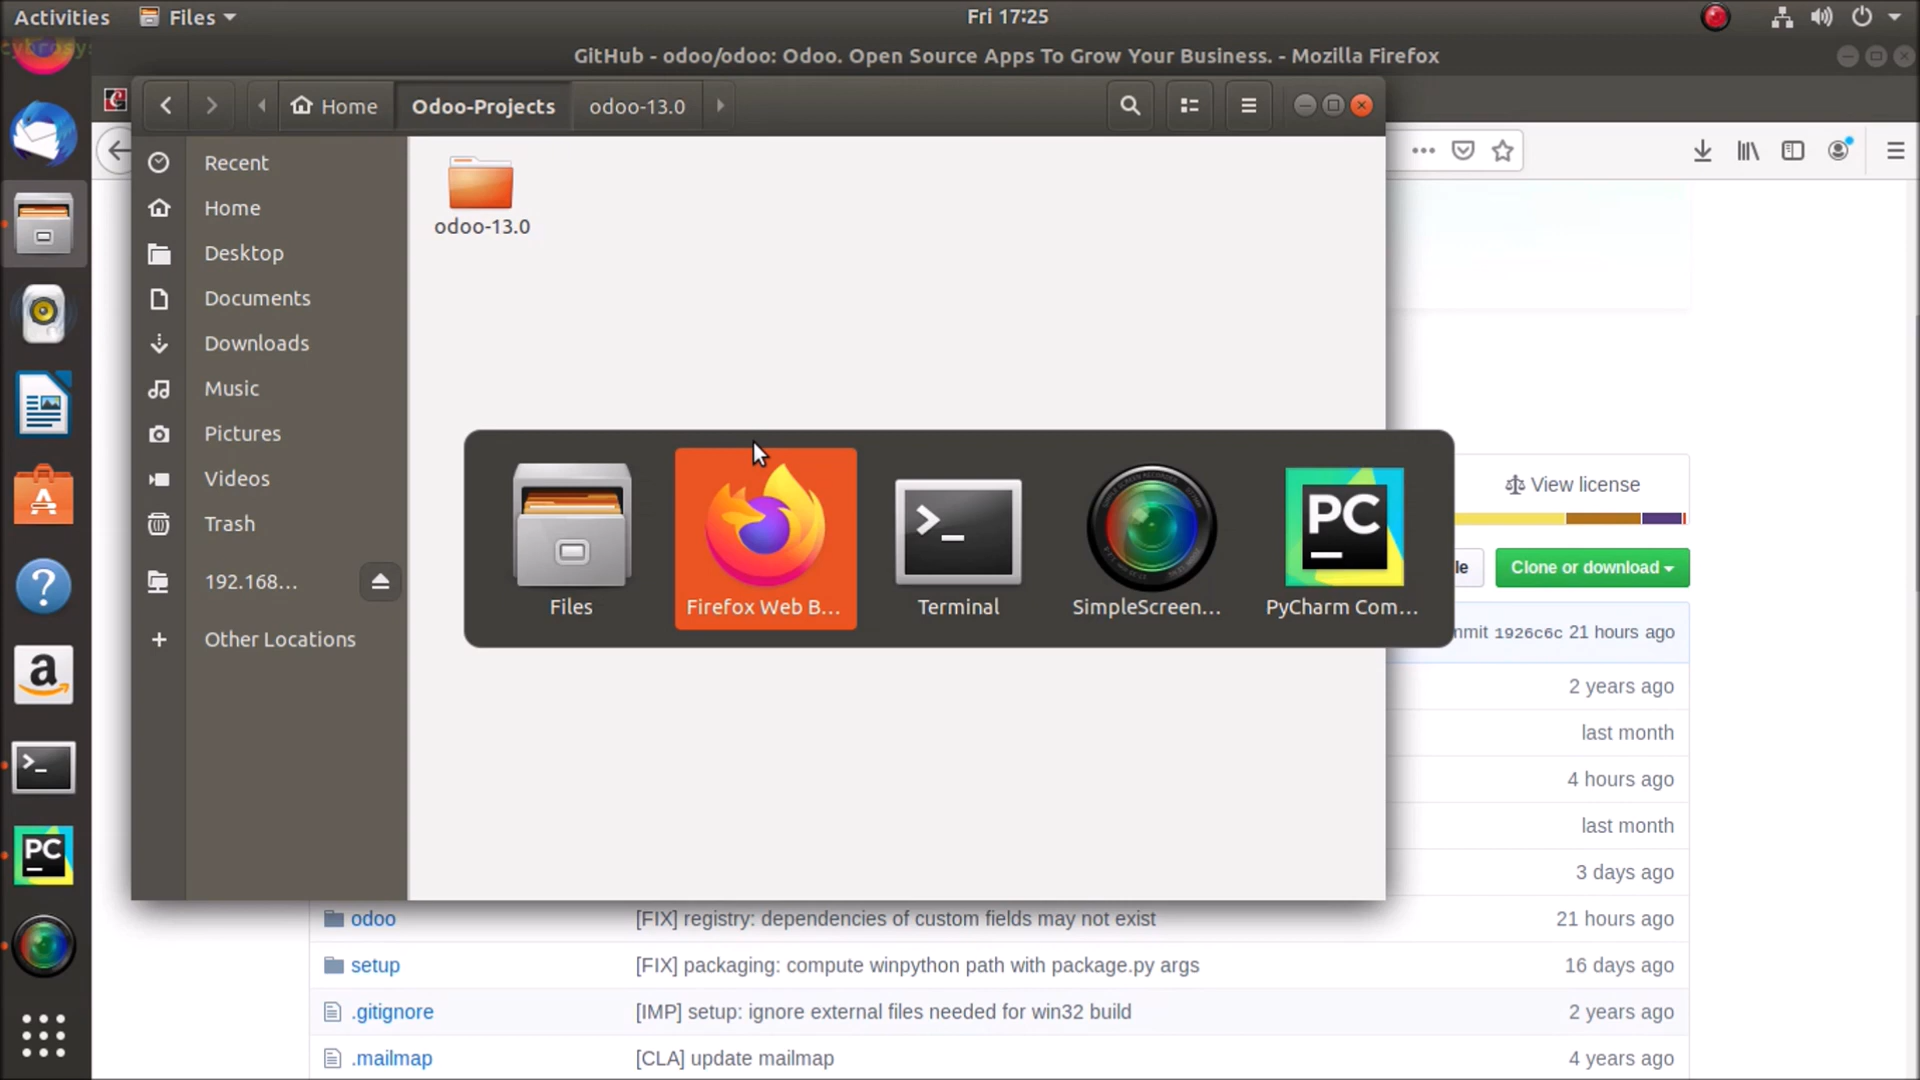 Activities Files Fri 17:25
cybrosys
GitHub - odoo/odoo: Odoo. Open Source Apps To Grow Your Business. - Mozilla Firefox
Home Odoo-Projects odoo-13.0
Recent
Home
Desktop
Documents
Downloads
Music
Pictures
Videos
Trash
192.168...
Other Locations
odoo-13.0
Files
Firefox Web B...
>_
Terminal
SimpleScreen...
PC
PyCharm Com...
View license
le Clone or download
mmit 1926c6c 21 hours ago
2 years ago
last month
4 hours ago
last month
3 days ago
odoo [FIX] registry: dependencies of custom fields may not exist 21 hours ago
setup [FIX] packaging: compute winpython path with package.py args 16 days ago
.gitignore [IMP] setup: ignore external files needed for win32 build 2 years ago
.mailmap [CLA] update mailmap 4 years ago
A
?
a
>_
PC